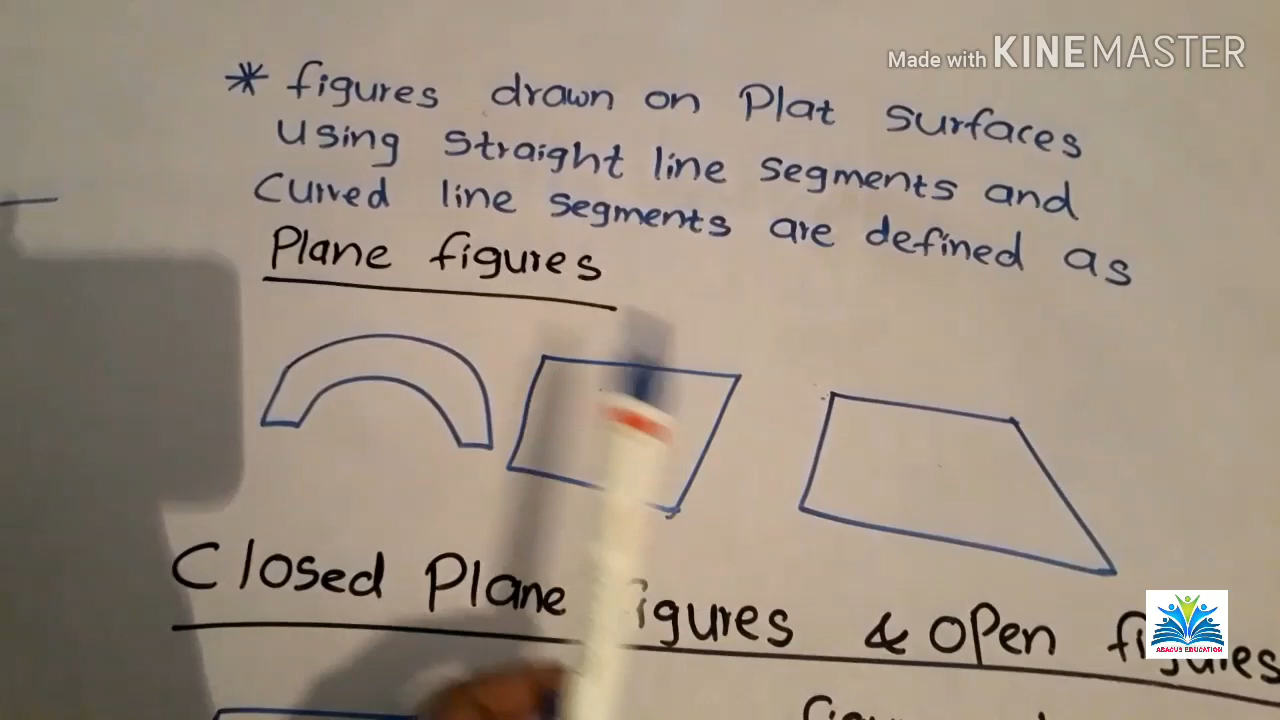 Made with KINEMASTER
* figures drawn on Plat surfaces
using straight line segments and
Curved line segments are defined as
Plane figures
Closed Plane figures & open figures
ABACUS EDUCATION